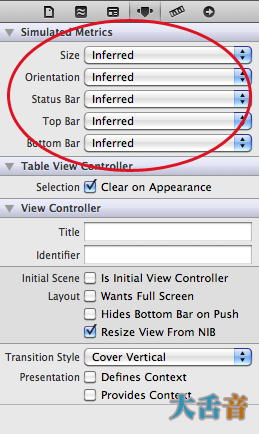 Simulated Metrics
Size Inferred
Orientation Inferred
Status Bar Inferred
Top Bar Inferred
Bottom Bar Inferred
Table View Controller
Selection Clear on Appearance
View Controller
Title
Identifier
Initial Scene Is Initial View Controller
Layout Wants Full Screen
Hides Bottom Bar on Push
Resize View From NIB
Transition Style Cover Vertical
Presentation Defines Context
Provides Context
大舌音